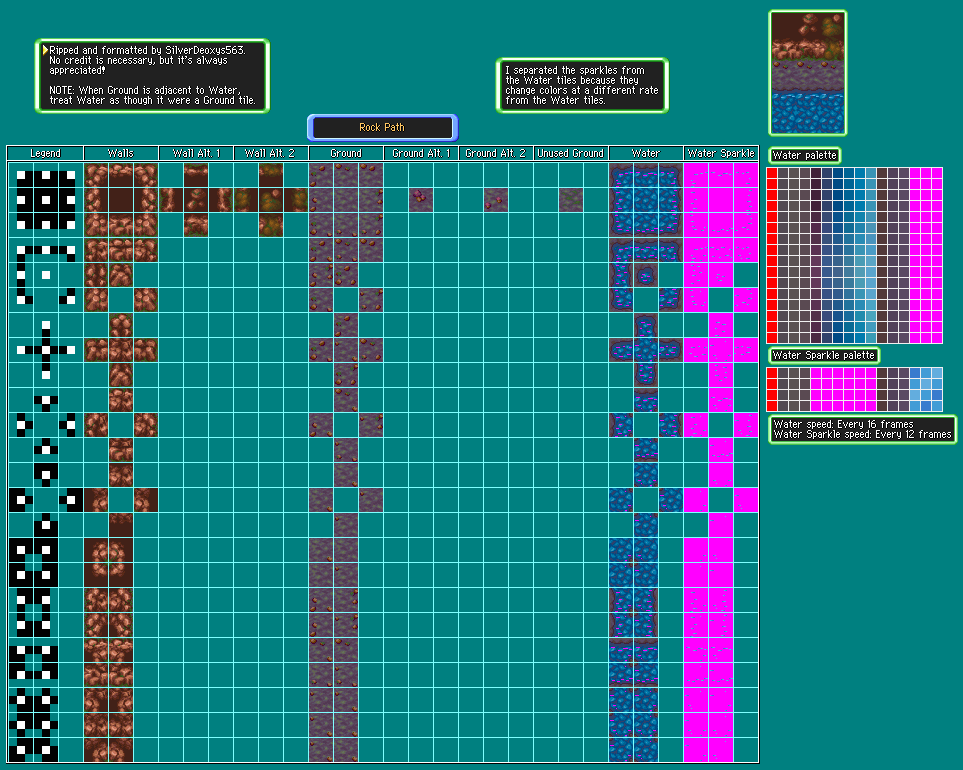 Ripped and formatted by SilverDeoxys563.
No credit is necessary, but it's always
appreciated!
NOTE: When Ground is adjacent to Water,
treat Water as though it were a Ground tile.
I separated the sparkles from
the Water tiles because they
change colors at a different rate
from the Water tiles.
Rock Path
Legend Walls Wall Alt. 1 Wall Alt. 2 Ground Ground Alt. 1 Ground Alt. 2 Unused Ground Water Water Sparkle
Water palette
Water Sparkle palette
Water speed: Every 16 frames
Water Sparkle speed: Every 12 frames